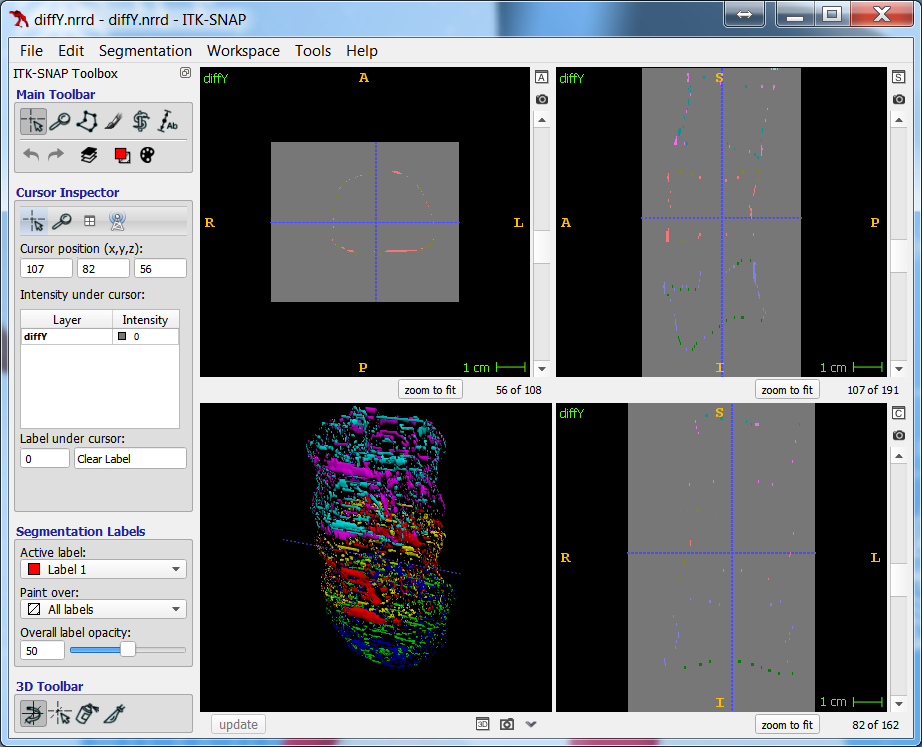 diffY.nrrd - diffY.nrrd - ITK-SNAP
File Edit Segmentation Workspace Tools Help
ITK-SNAP Toolbox
Main Toolbar
Ab
Cursor Inspector
Cursor position (x,y,z):
107 82 56
Intensity under cursor:
Layer Intensity
diffY 0
Label under cursor:
0 Clear Label
Segmentation Labels
Active label:
Label 1
Paint over:
All labels
Overall label opacity:
50
3D Toolbar
diffY A A
R L
P 1 cm
zoom to fit 56 of 108
diffY S S
A P
I 1 cm
zoom to fit 107 of 191
update 3D
diffY S C
R L
I 1 cm
zoom to fit 82 of 162